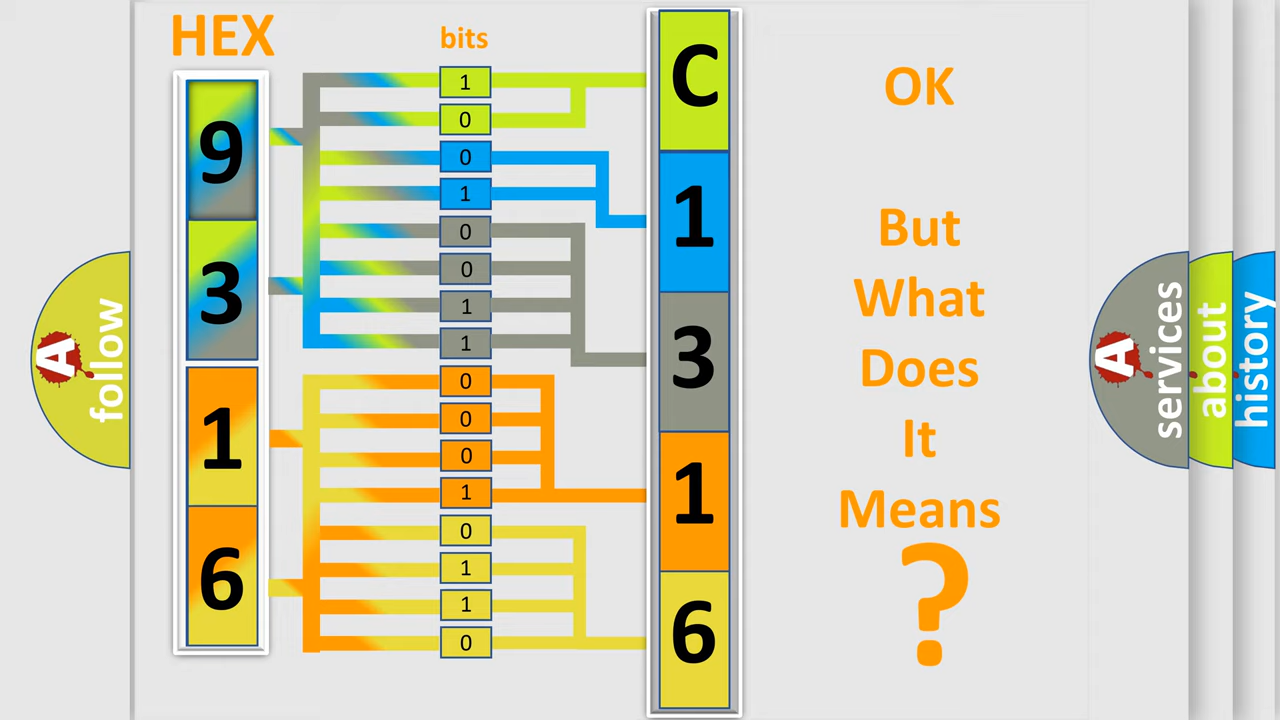 HEX
bits
9
3
1
6
1
0
0
1
0
0
1
1
0
0
0
1
0
1
1
0
C
1
3
1
6
OK
But
What
Does
It
Means
?
A
follow
A
services
about
history